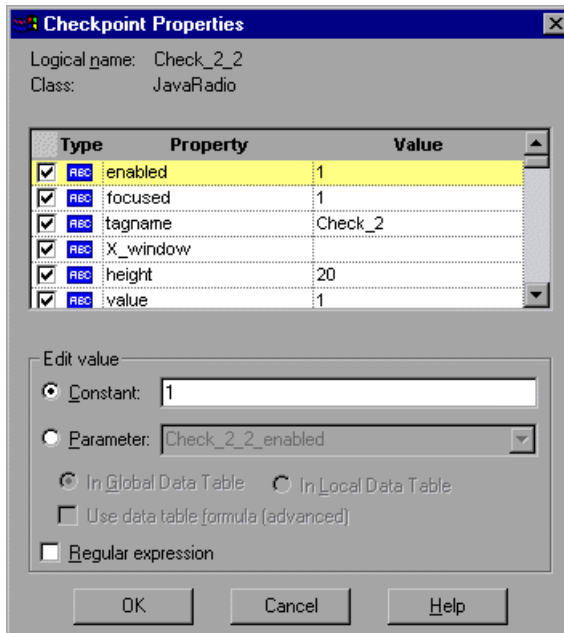 Checkpoint Properties
Logical name: Check_2_2
Class: JavaRadio
Type Property Value
ABC enabled 1
ABC focused 1
ABC tagname Check_2
ABC X_window
ABC height 20
ABC value 1
Edit value
Constant: 1
Parameter: Check_2_2_enabled
In Global Data Table In Local Data Table
Use data table formula (advanced)
Regular expression
OK Cancel Help